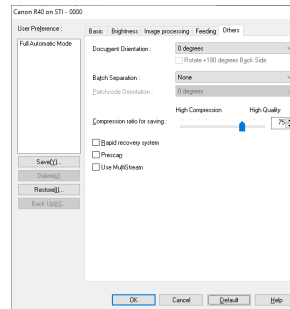 Canon R40 on STI - 0000
User Preference :
Full Automatic Mode
Save(V)...
Delete(J)
Restore(I)...
Basic Brightness Image processing Feeding Others
Document Orientation : 0 degrees
Rotate +180 degrees Back Side
Batch Separation : None
Patchcode Orientation : 0 degrees
High Compression High Quality
Compression ratio for saving : 75
Rapid recovery system
Prescan
Use MultiStream
OK Cancel Default Help